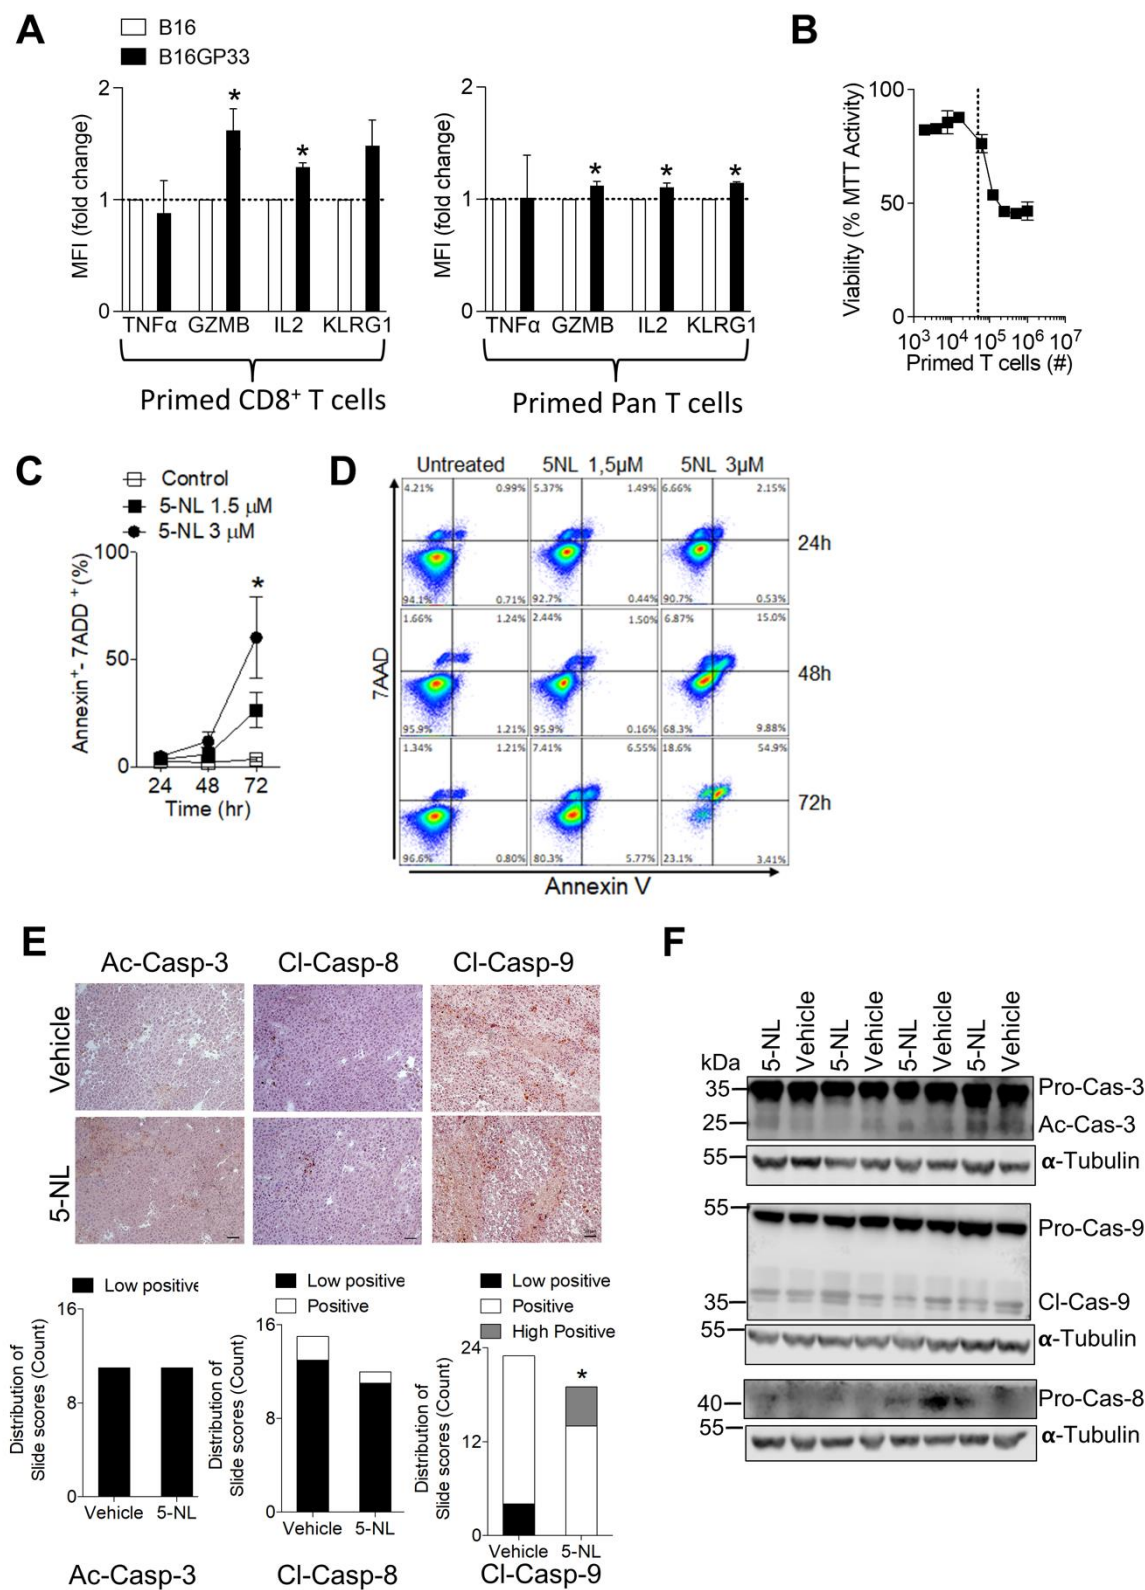 A
B16
B16GP33
MFI (fold change)
2
1
0
TNFα GZMB IL2 KLRG1
Primed CD8+ T cells
*
*
MFI (fold change)
2
1
0
TNFα GZMB IL2 KLRG1
Primed Pan T cells
*
*
*
B
Viability (% MTT Activity)
100
50
0
10³ 10⁴ 10⁵ 10⁶ 10⁷
Primed T cells (#)
C
Control
5-NL 1.5 μM
5-NL 3 μM
Annexin⁺- 7ADD ⁺(%)
100
50
0
*
24 48 72
Time (hr)
D
Untreated 5NL 1,5μM 5NL 3μM
4.21% 0.99% 5.37% 1.49% 6.66% 2.15%
24h
94.1% 0.71% 92.7% 0.44% 90.7% 0.53%
1.66% 1.24% 2.44% 1.50% 6.87% 15.0%
48h
95.9% 1.21% 95.9% 0.16% 68.3% 9.88%
1.34% 1.21% 7.41% 6.55% 18.6% 54.9%
72h
96.6% 0.80% 80.3% 5.77% 23.1% 3.41%
7AAD
Annexin V
E
Ac-Casp-3 Cl-Casp-8 Cl-Casp-9
Vehicle
5-NL
Low positive
Distribution of
Slide scores (Count)
16
8
0
Vehicle 5-NL
Ac-Casp-3
Low positive
Positive
Distribution of
Slide scores (Count)
16
8
0
Vehicle 5-NL
Cl-Casp-8
Low positive
Positive
High Positive
Distribution of
Slide scores (Count)
24
12
0
*
Vehicle 5-NL
Cl-Casp-9
F
5-NL Vehicle 5-NL Vehicle 5-NL Vehicle 5-NL Vehicle
kDa
35 Pro-Cas-3
25 Ac-Cas-3
55 α-Tubulin
55 Pro-Cas-9
35 Cl-Cas-9
55 α-Tubulin
40 Pro-Cas-8
55 α-Tubulin